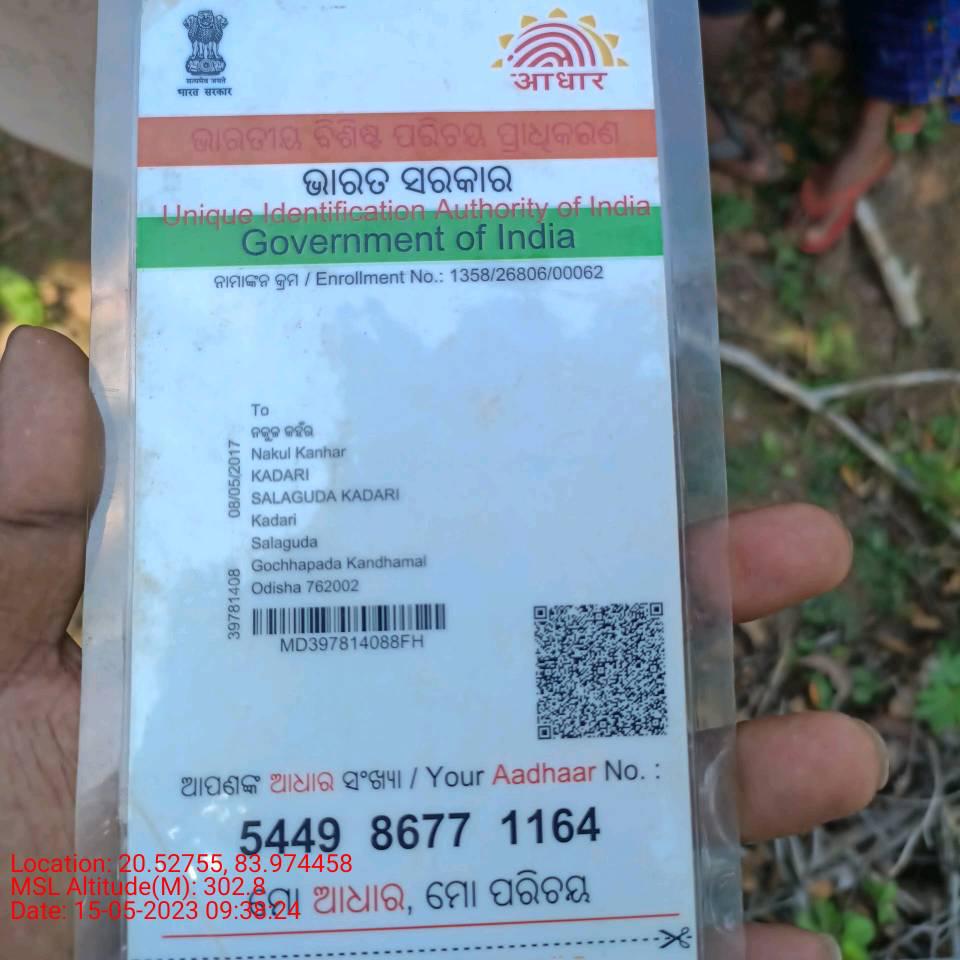 सत्यमेव जयते
भारत सरकार
आधार
ଭାରତୀୟ ବିଶିଷ୍ଟ ପରିଚୟ ପ୍ରାଧିକରଣ
ଭାରତ ସରକାର
Unique Identification Authority of India
Government of India
ନାମାଙ୍କନ କ୍ରମ / Enrollment No.: 1358/26806/00062
To
ନକୁଳ କହଁର
Nakul Kanhar
KADARI
SALAGUDA KADARI
Kadari
Salaguda
Gochhapada Kandhamal
Odisha 762002
08/05/2017
39781408
MD397814088FH
ଆପଣଙ୍କ ଆଧାର ସଂଖ୍ୟା / Your Aadhaar No. :
5449 8677 1164
ମୋ ଆଧାର, ମୋ ପରିଚୟ
Location: 20.52755, 83.974458
MSL Altitude(M): 302.8
Date: 15-05-2023 09:38:24